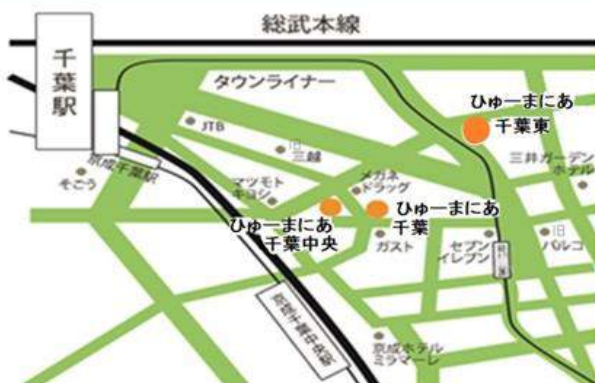 総武本線
千葉駅
タウンライナー
ひゅーまにあ
千葉東
JTB
旧
三越
三井ガーデン
ホテル
京成千葉駅
そごう
マツモト
キヨシ
メガネ
ドラッグ
ひゅーまにあ
千葉中央
ひゅーまにあ
千葉
ガスト
セブン
イレブン
旧
パルコ
京成千葉中央駅
京成ホテル
ミラマーレ